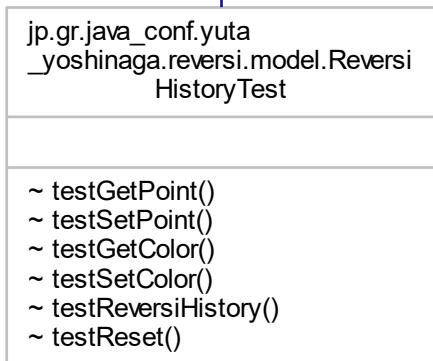 jp.gr.java_conf.yuta
_yoshinaga.reversi.model.Reversi
HistoryTest
~ testGetPoint()
~ testSetPoint()
~ testGetColor()
~ testSetColor()
~ testReversiHistory()
~ testReset()